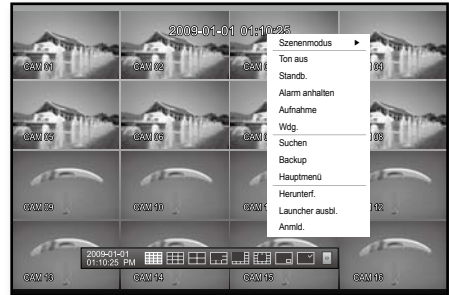 2009-01-01 01:10:25
CAM 01
CAM 02
04
CAM 05
CAM 06
08
CAM 09
CAM 10
12
CAM 13
CAM 14
CAM 15
CAM 16
Szenenmodus
Ton aus
Standb.
Alarm anhalten
Aufnahme
Wdg.
Suchen
Backup
Hauptmenü
Herunterf.
Launcher ausbl.
Anmld.
2009-01-01
01:10:25 PM